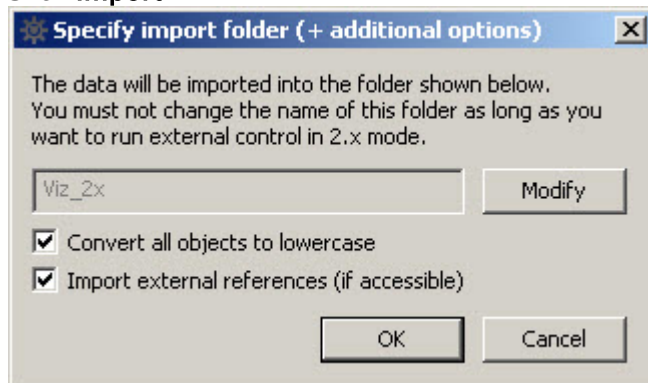 Specify import folder (+ additional options)
The data will be imported into the folder shown below.
You must not change the name of this folder as long as you
want to run external control in 2.x mode.
Viz_2x
Modify
Convert all objects to lowercase
Import external references (if accessible)
OK
Cancel